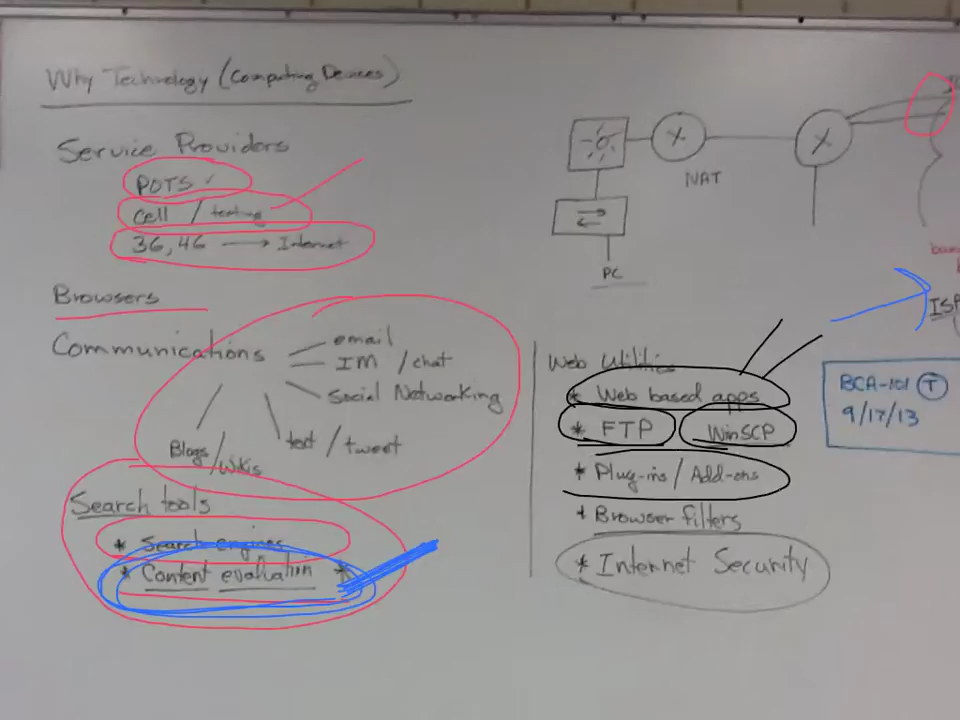 Why Technology (Computing Devices)
Service Providers
POTS ✓
Cell / texting
3G, 4G → Internet
Browsers
Communications
email
IM / chat
Social Networking
text / tweet
Blogs / Wikis
Search tools
* Search engines
* Content evaluation *
X
X
NAT
PC
ISP
Web Utilities
* Web based apps
* FTP WinSCP
* Plug-ins / Add-ons
* Browser filters
* Internet Security
BCA-101 T
9/17/13